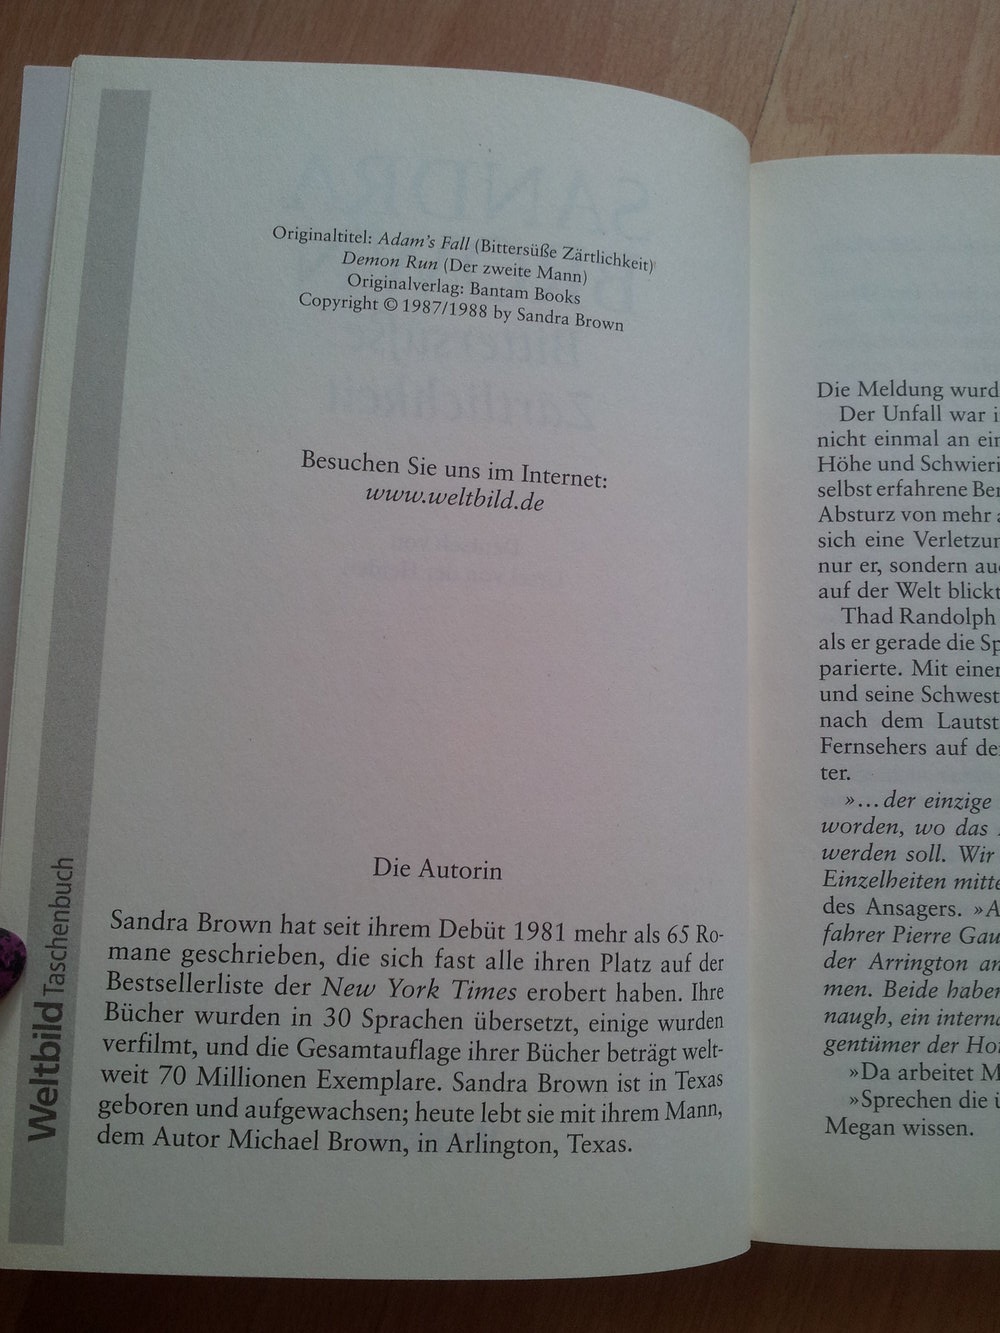 Originaltitel: Adam's Fall (Bittersüße Zärtlichkeit)
Demon Run (Der zweite Mann)
Originalverlag: Bantam Books
Copyright © 1987/1988 by Sandra Brown
Besuchen Sie uns im Internet:
www.weltbild.de
Die Autorin
Sandra Brown hat seit ihrem Debüt 1981 mehr als 65 Ro-
mane geschrieben, die sich fast alle ihren Platz auf der
Bestsellerliste der New York Times erobert haben. Ihre
Bücher wurden in 30 Sprachen übersetzt, einige wurden
verfilmt, und die Gesamtauflage ihrer Bücher beträgt welt-
weit 70 Millionen Exemplare. Sandra Brown ist in Texas
geboren und aufgewachsen; heute lebt sie mit ihrem Mann,
dem Autor Michael Brown, in Arlington, Texas.
Weltbild Taschenbuch
Die Meldung wurd
Der Unfall war i
nicht einmal an ein
Höhe und Schwieri
selbst erfahrene Ber
Absturz von mehr a
sich eine Verletzun
nur er, sondern auc
auf der Welt blickt
Thad Randolph
als er gerade die Sp
parierte. Mit einer
und seine Schwest
nach dem Lautst
Fernsehers auf de
ter.
»…der einzige
worden, wo das
werden soll. Wir
Einzelheiten mitte
des Ansagers. »A
fahrer Pierre Gau
der Arrington an
men. Beide haben
naugh, ein interna
gentümer der Hot
»Da arbeitet M
»Sprechen die ü
Megan wissen.